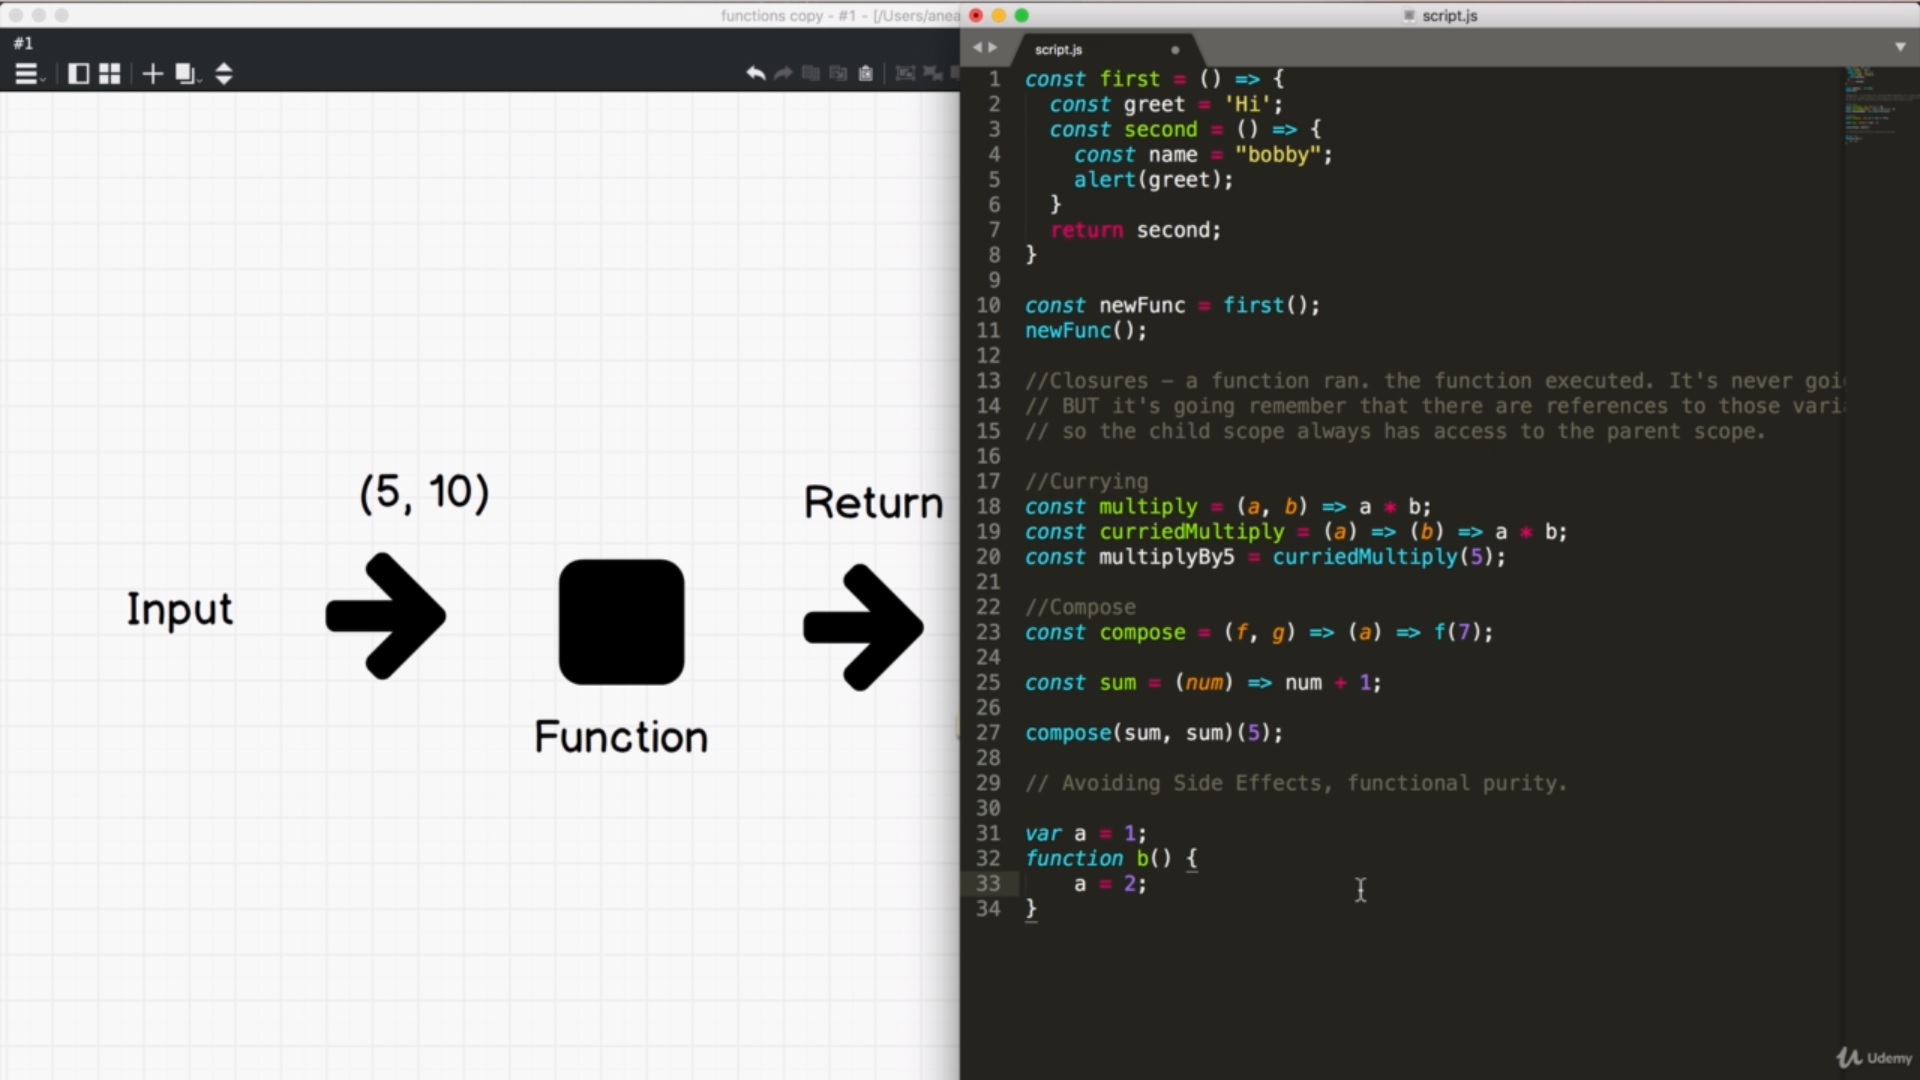 functions copy - #1 - [/Users/anea
#1
(5, 10)
Return
Input
Function
script.js
script.js
1 const first = () => {
2 const greet = 'Hi';
3 const second = () => {
4 const name = "bobby";
5 alert(greet);
6 }
7 return second;
8 }
9
10 const newFunc = first();
11 newFunc();
12
13 //Closures – a function ran. the function executed. It's never goi
14 // BUT it's going remember that there are references to those vari
15 // so the child scope always has access to the parent scope.
16
17 //Currying
18 const multiply = (a, b) => a * b;
19 const curriedMultiply = (a) => (b) => a * b;
20 const multiplyBy5 = curriedMultiply(5);
21
22 //Compose
23 const compose = (f, g) => (a) => f(7);
24
25 const sum = (num) => num + 1;
26
27 compose(sum, sum)(5);
28
29 // Avoiding Side Effects, functional purity.
30
31 var a = 1;
32 function b() {
33 a = 2;
34 }
Udemy